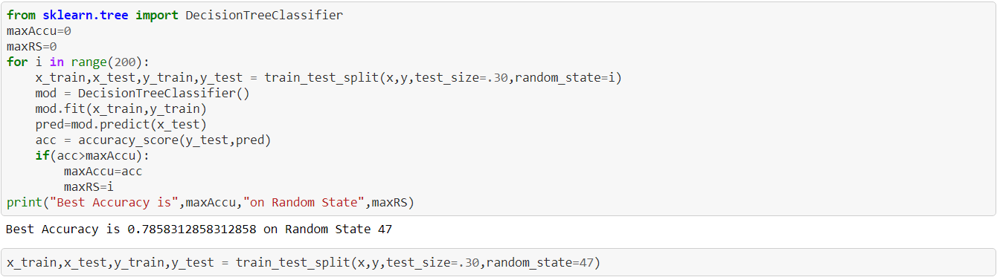 from sklearn.tree import DecisionTreeClassifier
maxAccu=0
maxRS=0
for i in range(200):
    x_train,x_test,y_train,y_test = train_test_split(x,y,test_size=.30,random_state=i)
    mod = DecisionTreeClassifier()
    mod.fit(x_train,y_train)
    pred=mod.predict(x_test)
    acc = accuracy_score(y_test,pred)
    if(acc>maxAccu):
        maxAccu=acc
        maxRS=i
print("Best Accuracy is",maxAccu,"on Random State",maxRS)
Best Accuracy is 0.7858312858312858 on Random State 47
x_train,x_test,y_train,y_test = train_test_split(x,y,test_size=.30,random_state=47)